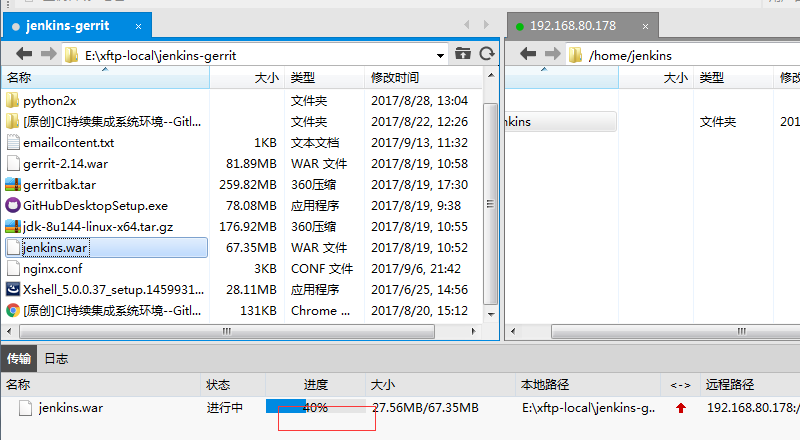 jenkins-gerrit
192.168.80.178
E:\xftp-local\jenkins-gerrit
/home/jenkins
名称 大小 类型 修改时间
大小 类型 修改
python2x 文件夹 2017/8/28, 13:04
[原创]CI持续集成系统环境--Gitl... 文件夹 2017/8/22, 12:26
nkins 文件夹 201
emailcontent.txt 1KB 文本文档 2017/9/13, 11:32
gerrit-2.14.war 81.89MB WAR 文件 2017/8/19, 10:58
gerritbak.tar 259.82MB 360压缩 2017/8/19, 17:30
GitHubDesktopSetup.exe 78.08MB 应用程序 2017/8/19, 9:38
jdk-8u144-linux-x64.tar.gz 176.92MB 360压缩 2017/8/19, 10:55
jenkins.war 67.35MB WAR 文件 2017/8/19, 10:52
nginx.conf 3KB CONF 文件 2017/9/6, 21:42
Xshell_5.0.0.37_setup.1459931... 28.11MB 应用程序 2017/6/25, 14:56
[原创]CI持续集成系统环境--Gitl... 131KB Chrome ... 2017/8/20, 15:12
传输 日志
名称 状态 进度 大小 本地路径 <-> 远程路径
jenkins.war 进行中 40% 27.56MB/67.35MB E:\xftp-local\jenkins-g... 192.168.80.178:/